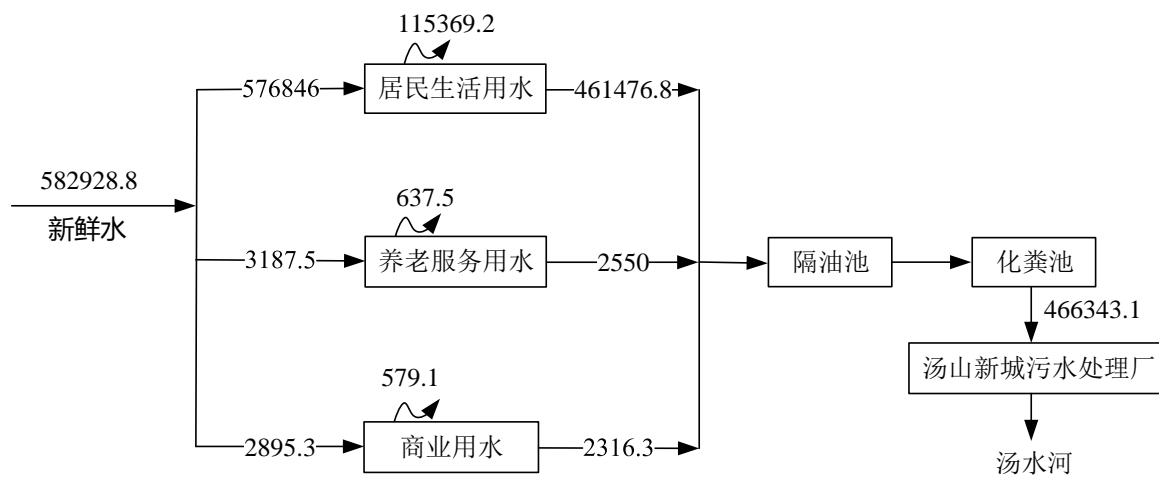 115369.2
576846
居民生活用水
461476.8
582928.8
新鲜水
637.5
3187.5
养老服务用水
2550
隔油池
化粪池
466343.1
汤山新城污水处理厂
579.1
2895.3
商业用水
2316.3
汤水河